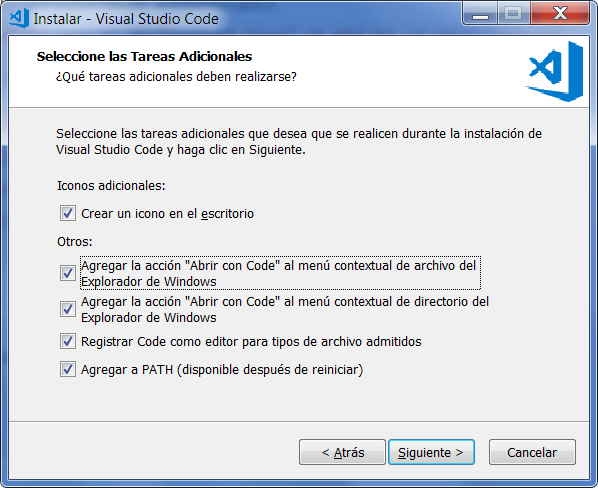 Instalar - Visual Studio Code
Seleccione las Tareas Adicionales
¿Qué tareas adicionales deben realizarse?
Seleccione las tareas adicionales que desea que se realicen durante la instalación de
Visual Studio Code y haga clic en Siguiente.
Iconos adicionales:
Crear un icono en el escritorio
Otros:
Agregar la acción "Abrir con Code" al menú contextual de archivo del
Explorador de Windows
Agregar la acción "Abrir con Code" al menú contextual de directorio del
Explorador de Windows
Registrar Code como editor para tipos de archivo admitidos
Agregar a PATH (disponible después de reiniciar)
< Atrás
Siguiente >
Cancelar